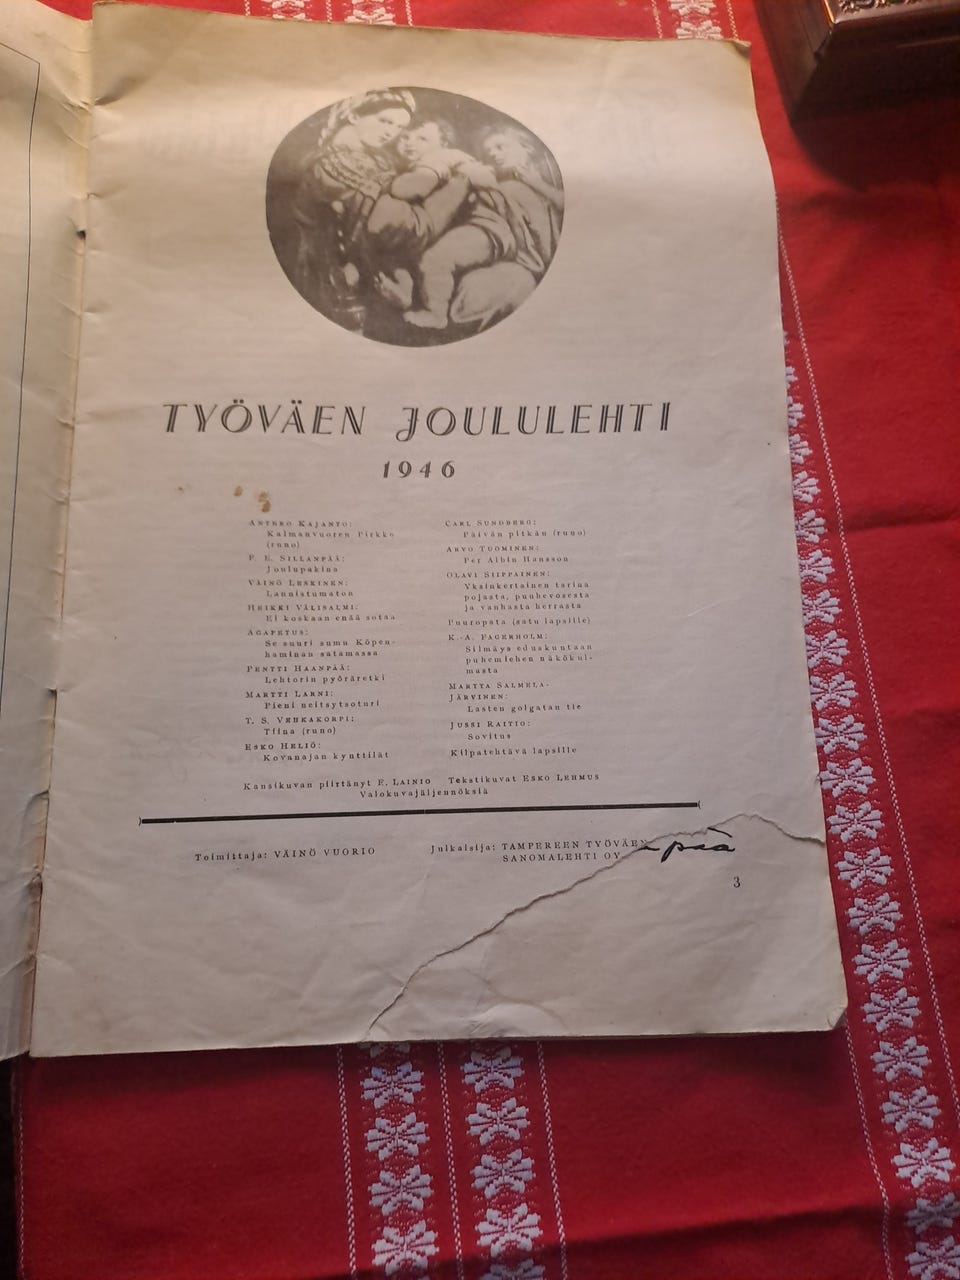 TYÖVÄEN JOULULEHTI
1946
ANTERO KAJANTO:
Kalmanvuoren Pirkko
(runo)
F. E. SILLANPÄÄ:
Joulupakina
VÄINÖ LESKINEN:
Lannistumaton
HEIKKI VÄLISALMI:
Ei koskaan enää sotaa
AGAPETUS:
Se suuri sumu Köpen-
haminan satamassa
PENTTI HAANPÄÄ:
Lehtorin pyöräretki
MARTTI LARNI:
Pieni neitsytsoturi
T. S. VEHKAKORPI:
Tiina (runo)
ESKO HELIÖ:
Kovanajan kynttilät
CARL SUNDBERG:
Päivän pitkän (runo)
ARVO TUOMINEN:
Per Albin Hansson
OLAVI SIIPPAINEN:
Yksinkertainen tarina
pojasta, puuhevosesta
ja vanhasta herrasta
Puuropata (satu lapsille)
K.-A. FAGERHOLM:
Silmäys eduskuntaan
puhemiehen näkökul-
masta
MARTTA SALMELA-
JÄRVINEN:
Lasten golgatan tie
JUSSI RAITIO:
Sovitus
Kilpatehtävä lapsille
Kansikuvan piirtänyt E. LAINIO Tekstikuvat ESKO LEHMUS
Valokuvajäljennöksiä
Toimittaja: VÄINÖ VUORIO
Julkaisija: TAMPEREEN TYÖVÄEN
SANOMALEHTI OY
pää
3